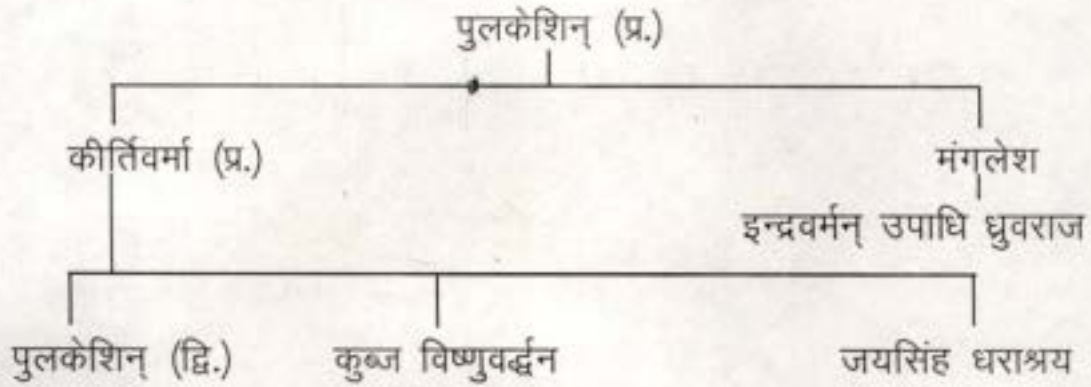 पुलकेशिन् (प्र.)
कीर्तिवर्मा (प्र.) मंगलेश
इन्द्रवर्मन् उपाधि ध्रुवराज
पुलकेशिन् (द्वि.) कुब्ज विष्णुवर्द्धन जयसिंह धराश्रय